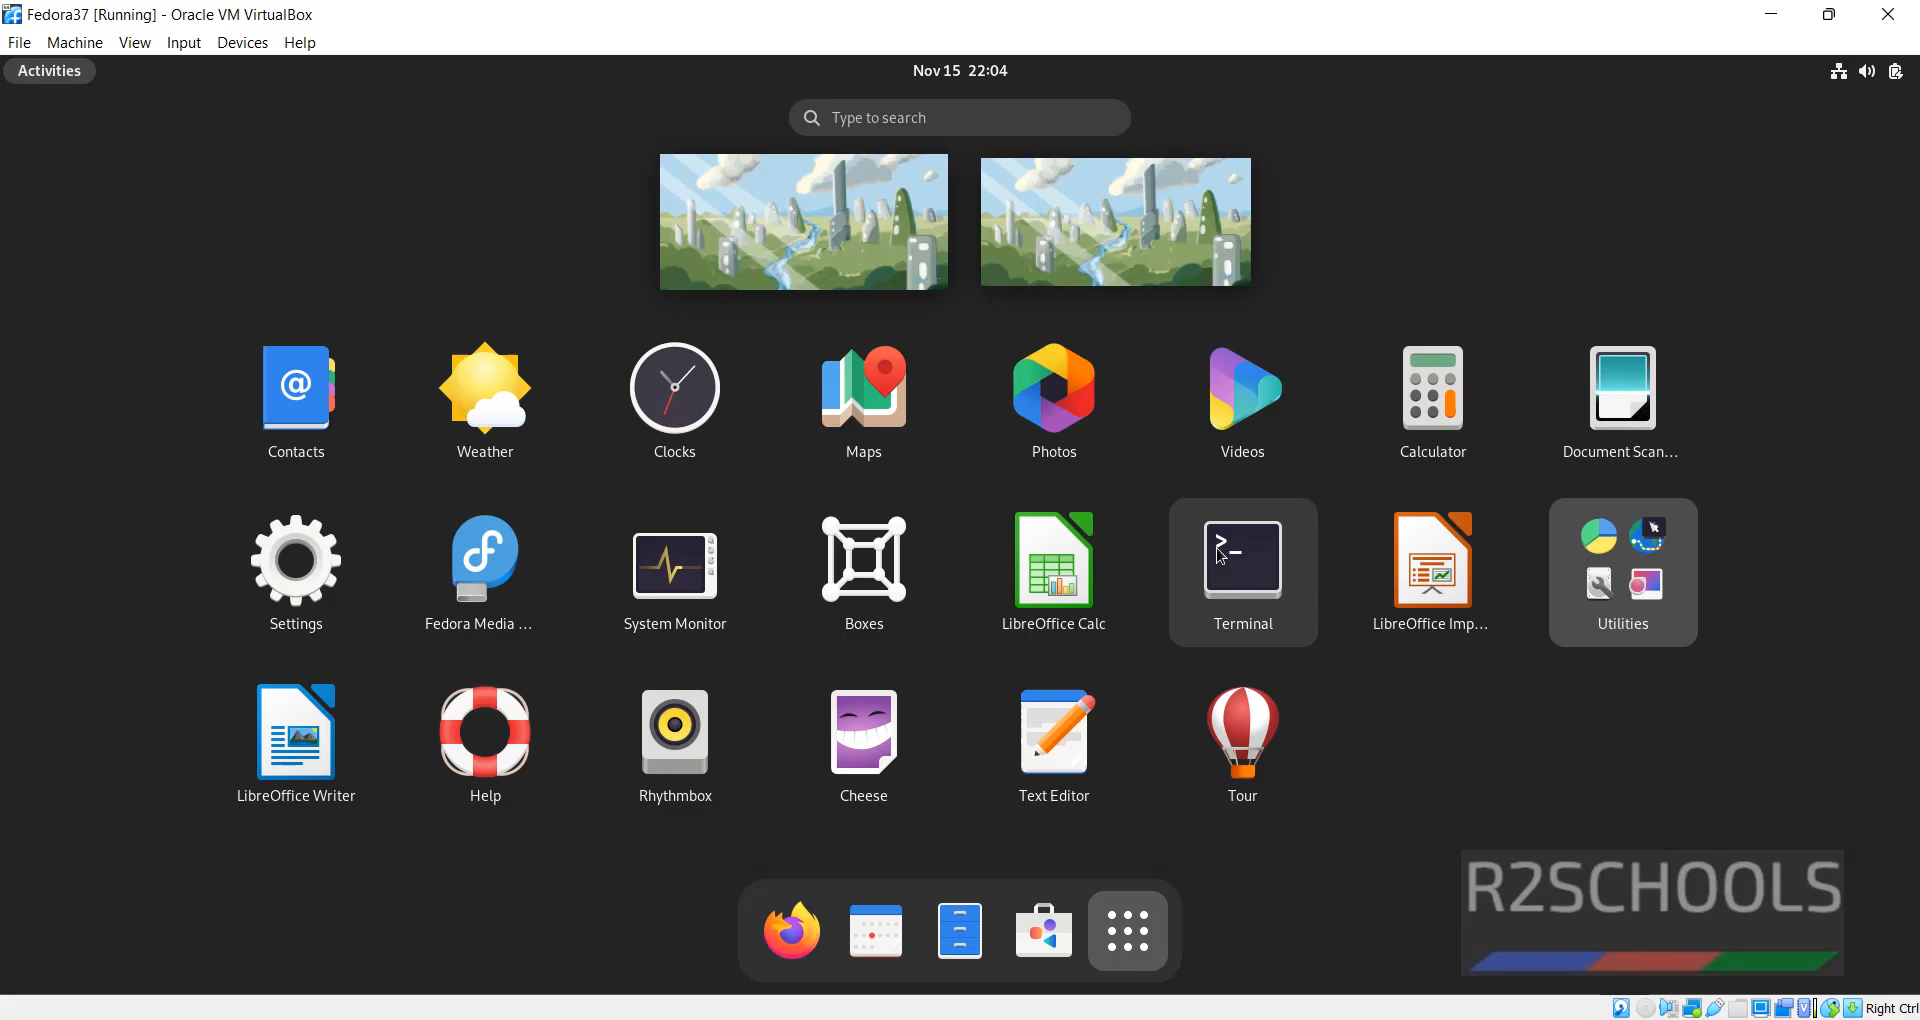 Fedora37 [Running] - Oracle VM VirtualBox
File Machine View Input Devices Help
Activities
Nov 15 22:04
Type to search
Contacts
Weather
Clocks
Maps
Photos
Videos
Calculator
Document Scan...
Settings
Fedora Media ...
System Monitor
Boxes
LibreOffice Calc
Terminal
LibreOffice Imp...
Utilities
LibreOffice Writer
Help
Rhythmbox
Cheese
Text Editor
Tour
R2SCHOOLS
Right Ctrl